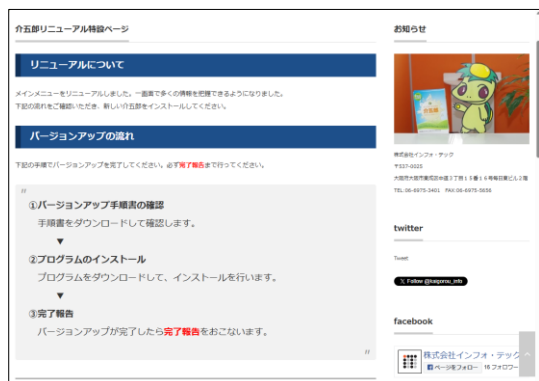 介五郎リニューアル特設ページ
リニューアルについて
メインメニューをリニューアルしました。一画面で多くの情報を把握できるようになりました。
下記の流れをご確認いただき、新しい介五郎をインストールしてください。
バージョンアップの流れ
下記の手順でバージョンアップを完了してください。必ず完了報告まで行ってください。
①バージョンアップ手順書の確認
手順書をダウンロードして確認します。
▼
②プログラムのインストール
プログラムをダウンロードして、インストールを行います。
▼
③完了報告
バージョンアップが完了したら完了報告をおこないます。
お知らせ
株式会社インフォ・テック
〒537-0025
TEL:06-6975-3401 FAX:06-6975-5656
twitter
Tweet
Follow @kaigorou_info
facebook
株式会社インフォ・テック
ページをフォロー 16 フォロワー